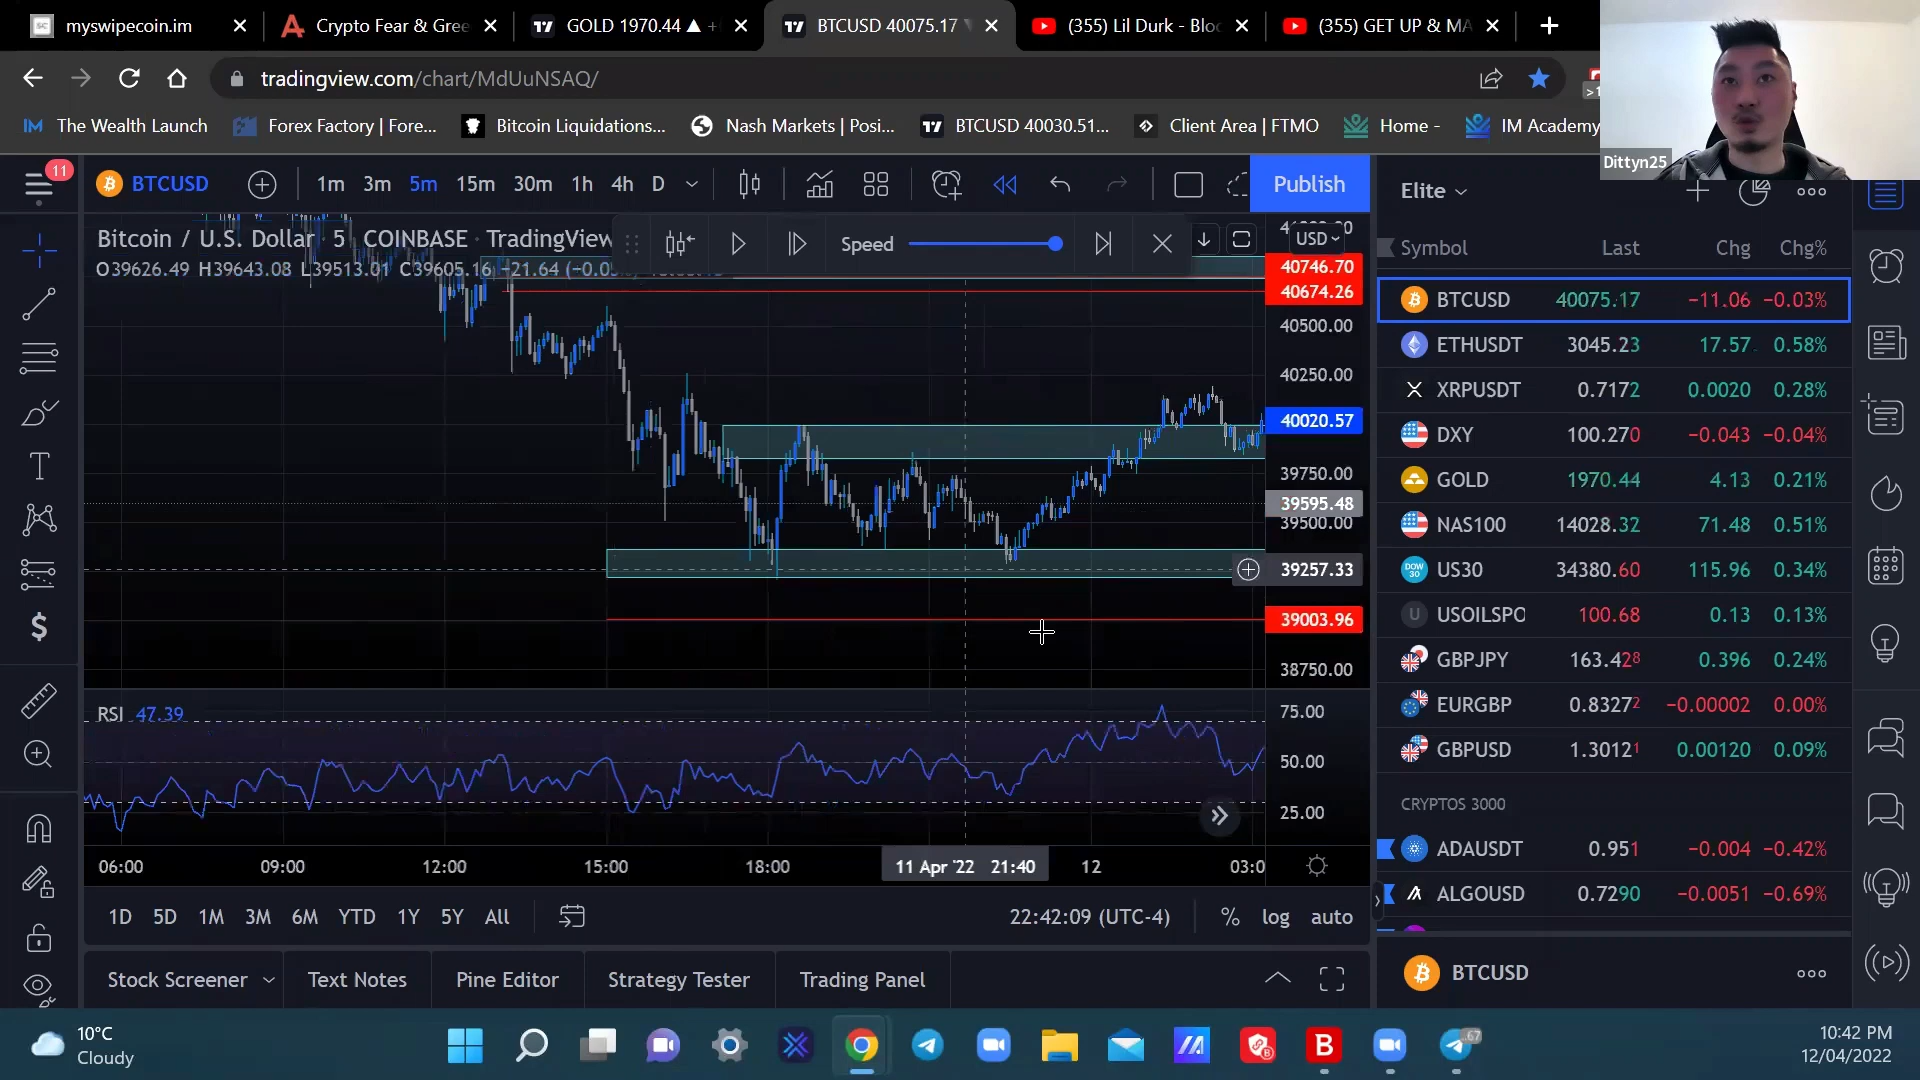 myswipecoin.im
Crypto Fear & Gree
GOLD 1970.44 ▲ +
BTCUSD 40075.17
(355) Lil Durk - Bloc
(355) GET UP & MA
tradingview.com/chart/MdUuNSAQ/
IM The Wealth Launch
Forex Factory | Fore...
Bitcoin Liquidations...
Nash Markets | Posi...
BTCUSD 40030.51...
Client Area | FTMO
Home -
IM Academy
Dittyn25
11
BTCUSD
1m 3m 5m 15m 30m 1h 4h D
Publish
Elite
Bitcoin / U.S. Dollar · 5 · COINBASE · TradingView
Speed
USD
Symbol Last Chg Chg%
O39626.49 H39643.08 L39513.01 C39605.16 −21.64
40746.70
40674.26
40500.00
40250.00
40020.57
39750.00
39595.48
39500.00
39257.33
39003.96
38750.00
BTCUSD 40075.17 −11.06 −0.03%
ETHUSDT 3045.23 17.57 0.58%
XRPUSDT 0.7172 0.0020 0.28%
DXY 100.270 −0.043 −0.04%
GOLD 1970.44 4.13 0.21%
NAS100 14028.32 71.48 0.51%
DOW 30 US30 34380.60 115.96 0.34%
U USOILSPO 100.68 0.13 0.13%
GBPJPY 163.428 0.396 0.24%
EURGBP 0.83272 −0.00002 0.00%
GBPUSD 1.30121 0.00120 0.09%
CRYPTOS 3000
ADAUSDT 0.951 −0.004 −0.42%
ALGOUSD 0.7290 −0.0051 −0.69%
RSI 47.39
75.00
50.00
25.00
06:00 09:00 12:00 15:00 18:00 11 Apr '22 21:40 12 03:0
1D 5D 1M 3M 6M YTD 1Y 5Y All
22:42:09 (UTC-4) % log auto
Stock Screener Text Notes Pine Editor Strategy Tester Trading Panel
BTCUSD
10°C
Cloudy
67
10:42 PM
12/04/2022